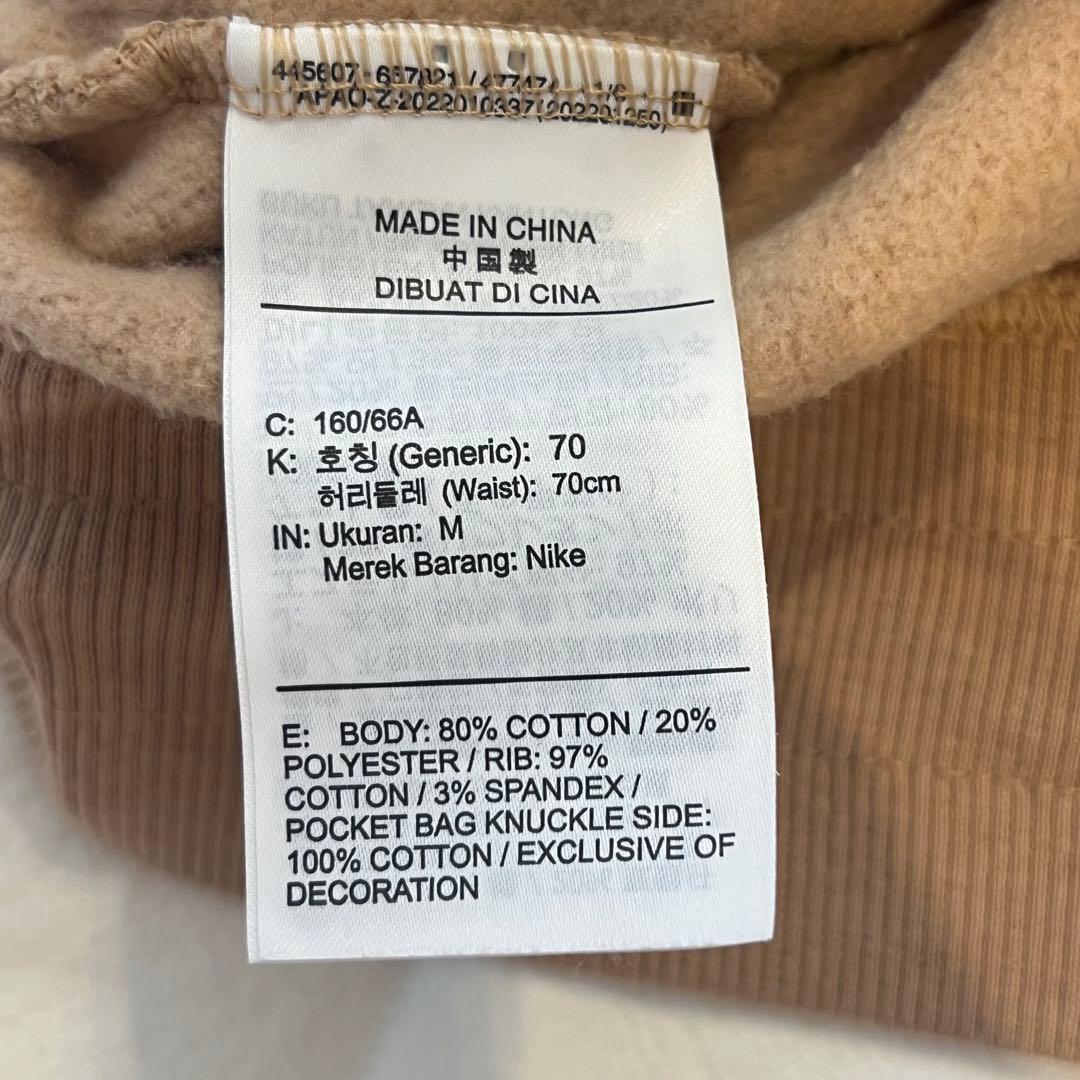 MADE IN CHINA
中国製
DIBUAT DI CINA
C: 160/66A
K: 호칭 (Generic): 70
허리둘레 (Waist): 70cm
IN: Ukuran: M
Merek Barang: Nike
E: BODY: 80% COTTON / 20%
POLYESTER / RIB: 97%
COTTON / 3% SPANDEX /
POCKET BAG KNUCKLE SIDE:
100% COTTON / EXCLUSIVE OF
DECORATION